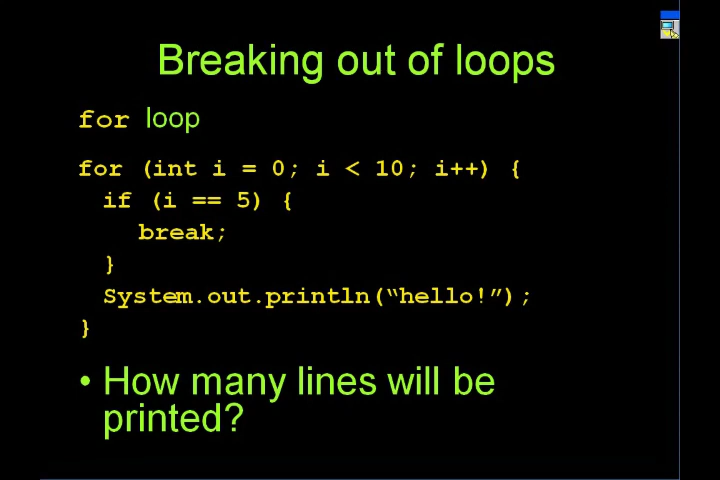 Breaking out of loops
for loop
for (int i = 0; i < 10; i++) {
if (i == 5) {
break;
}
System.out.println(“hello!”);
}
• How many lines will be
printed?